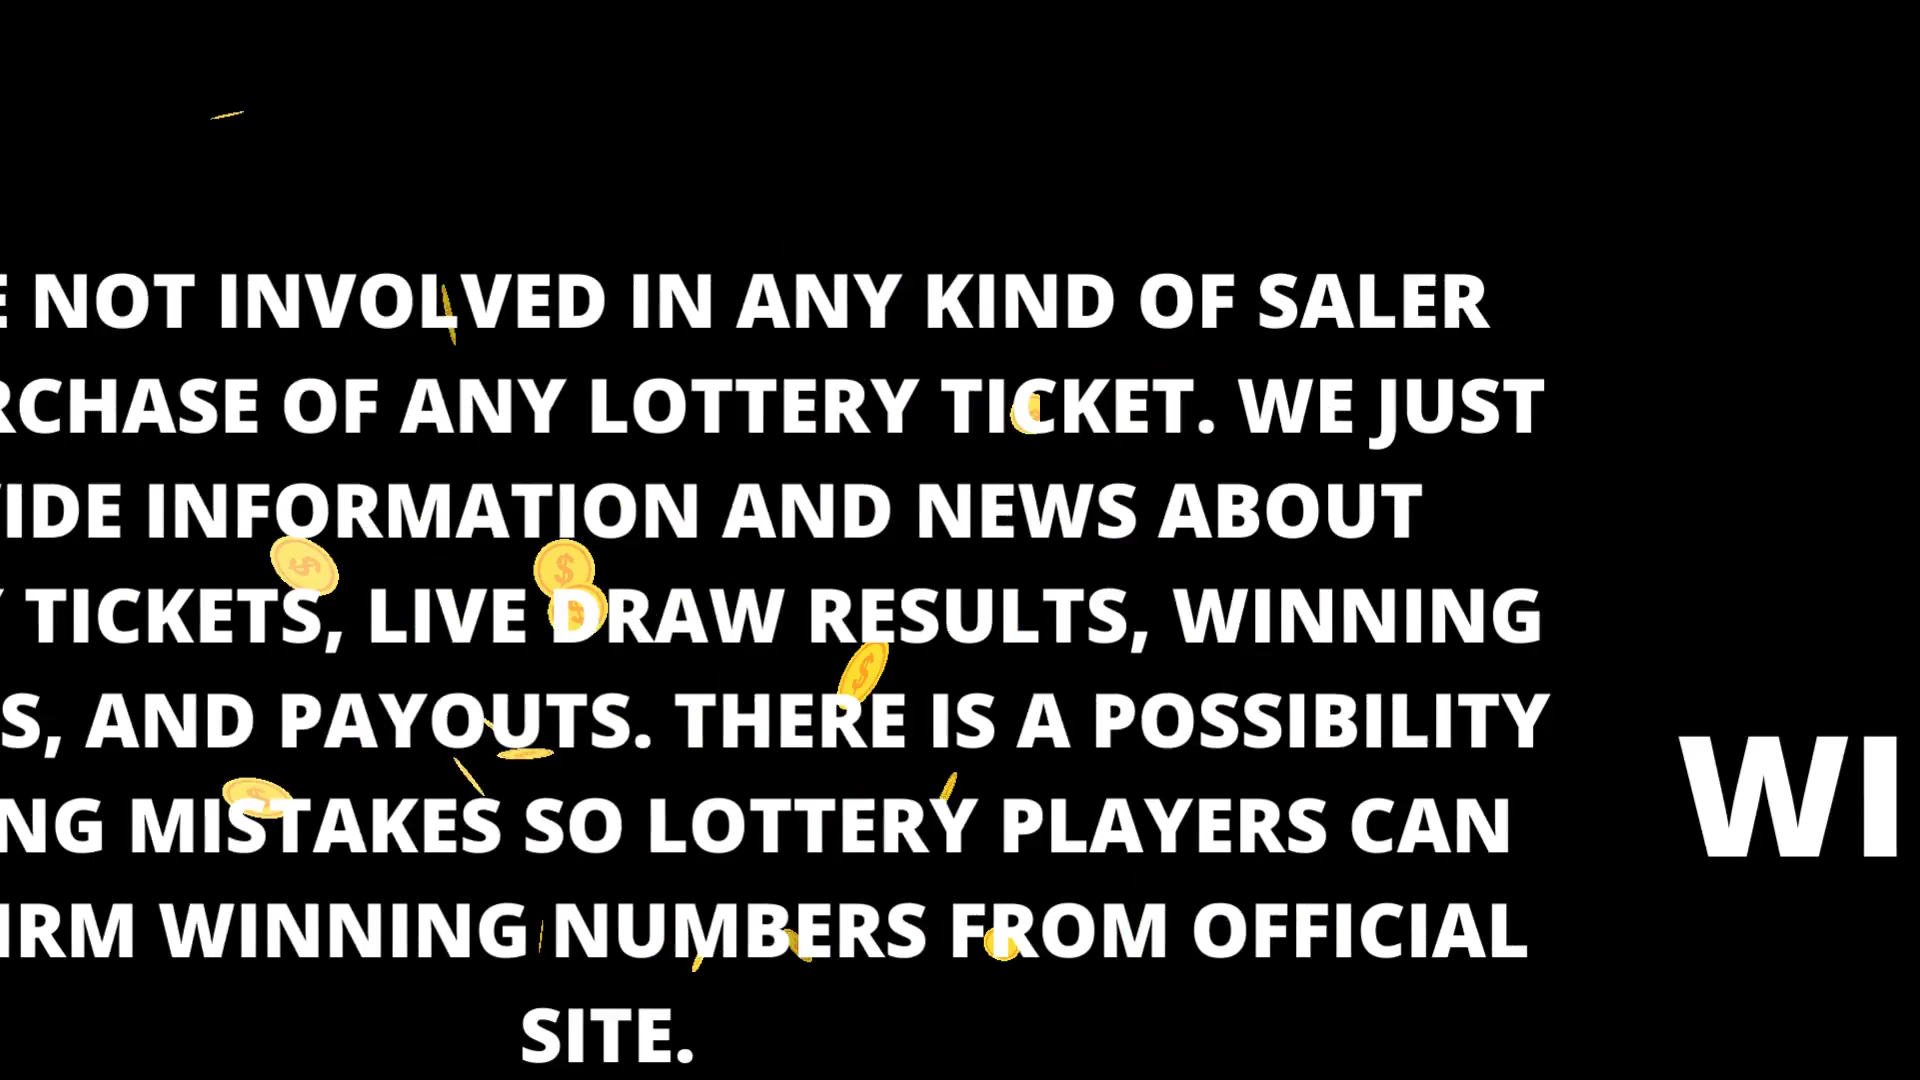 E NOT INVOLVED IN ANY KIND OF SALER
RCHASE OF ANY LOTTERY TICKET. WE JUST
IDE INFORMATION AND NEWS ABOUT
TICKETS, LIVE DRAW RESULTS, WINNING
S, AND PAYOUTS. THERE IS A POSSIBILITY
NG MISTAKES SO LOTTERY PLAYERS CAN
IRM WINNING NUMBERS FROM OFFICIAL
SITE.
WI